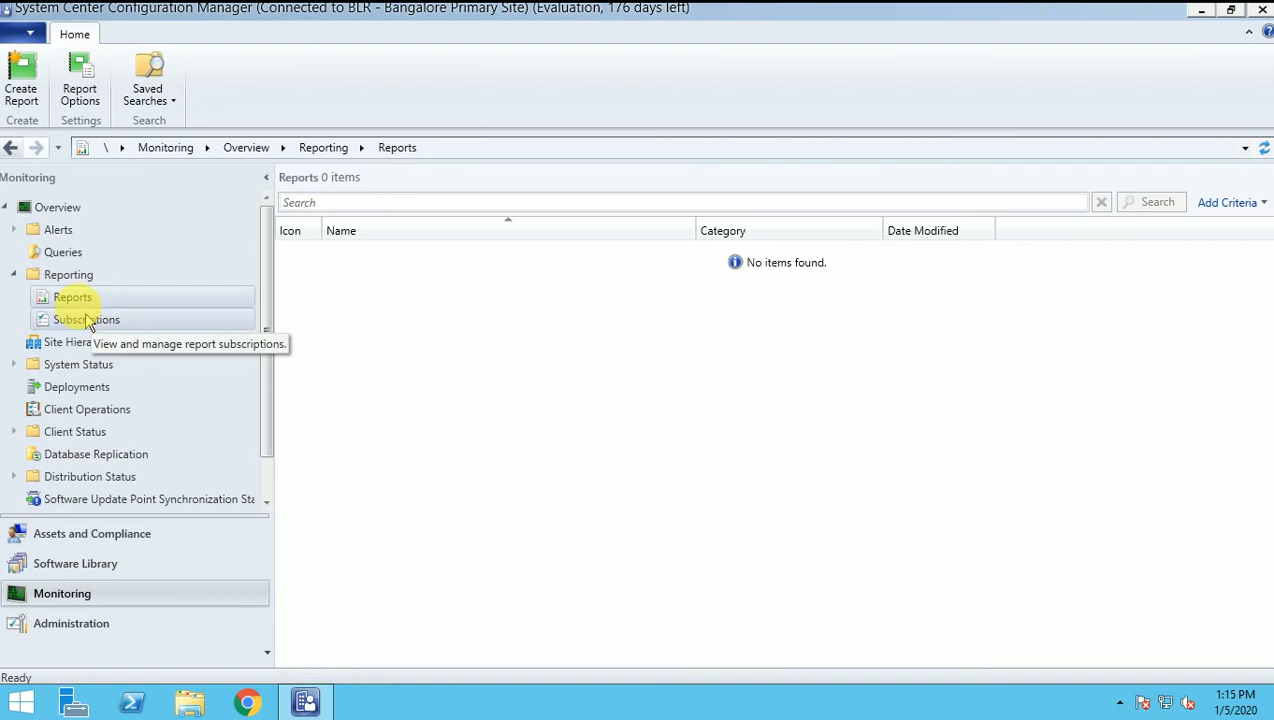 System Center Configuration Manager (Connected to BLR - Bangalore Primary Site) (Evaluation, 176 days left)
Home
Create Report
Report Options
Saved Searches
Create
Settings
Search
\ Monitoring Overview Reporting Reports
Monitoring
Reports 0 items
Search
Search
Add Criteria
Icon
Name
Category
Date Modified
No items found.
Overview
Alerts
Queries
Reporting
Reports
Subscriptions
Site Hiera
View and manage report subscriptions.
System Status
Deployments
Client Operations
Client Status
Database Replication
Distribution Status
Software Update Point Synchronization Sta
Assets and Compliance
Software Library
Monitoring
Administration
Ready
1:15 PM
1/5/2020